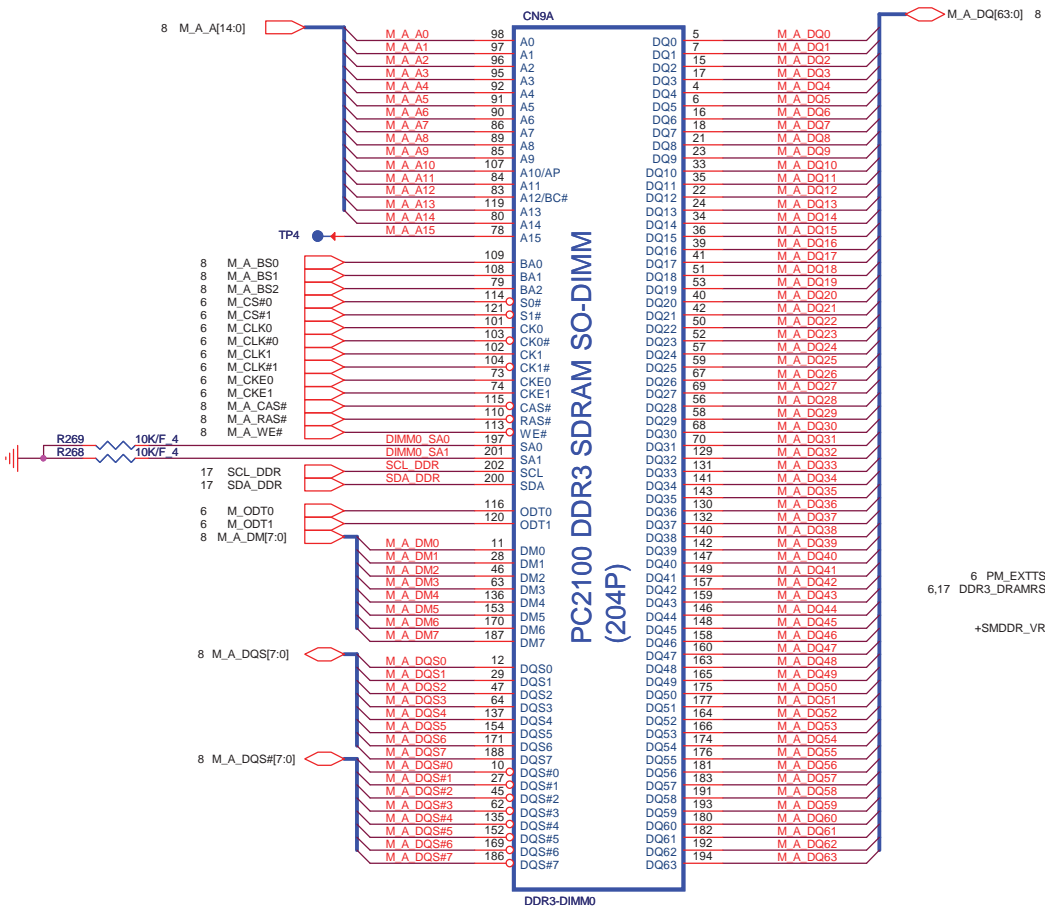 CN9A
8 M_A_A[14:0]
M_A_DQ[63:0] 8
M_A_A0 98 A0 DQ0 5 M_A_DQ0
M_A_A1 97 A1 DQ1 7 M_A_DQ1
M_A_A2 96 A2 DQ2 15 M_A_DQ2
M_A_A3 95 A3 DQ3 17 M_A_DQ3
M_A_A4 92 A4 DQ4 4 M_A_DQ4
M_A_A5 91 A5 DQ5 6 M_A_DQ5
M_A_A6 90 A6 DQ6 16 M_A_DQ6
M_A_A7 86 A7 DQ7 18 M_A_DQ7
M_A_A8 89 A8 DQ8 21 M_A_DQ8
M_A_A9 85 A9 DQ9 23 M_A_DQ9
M_A_A10 107 A10/AP DQ10 33 M_A_DQ10
M_A_A11 84 A11 DQ11 35 M_A_DQ11
M_A_A12 83 A12/BC# DQ12 22 M_A_DQ12
M_A_A13 119 A13 DQ13 24 M_A_DQ13
M_A_A14 80 A14 DQ14 34 M_A_DQ14
TP4 M_A_A15 78 A15 DQ15 36 M_A_DQ15
DQ16 39 M_A_DQ16
8 M_A_BS0 109 BA0 DQ17 41 M_A_DQ17
8 M_A_BS1 108 BA1 DQ18 51 M_A_DQ18
8 M_A_BS2 79 BA2 DQ19 53 M_A_DQ19
6 M_CS#0 114 S0# DQ20 40 M_A_DQ20
6 M_CS#1 121 S1# DQ21 42 M_A_DQ21
6 M_CLK0 101 CK0 DQ22 50 M_A_DQ22
6 M_CLK#0 103 CK0# DQ23 52 M_A_DQ23
6 M_CLK1 102 CK1 DQ24 57 M_A_DQ24
6 M_CLK#1 104 CK1# DQ25 59 M_A_DQ25
6 M_CKE0 73 CKE0 DQ26 67 M_A_DQ26
6 M_CKE1 74 CKE1 DQ27 69 M_A_DQ27
8 M_A_CAS# 115 CAS# DQ28 56 M_A_DQ28
8 M_A_RAS# 110 RAS# DQ29 58 M_A_DQ29
8 M_A_WE# 113 WE# DQ30 68 M_A_DQ30
R269 10K/F_4 DIMM0_SA0 197 SA0 DQ31 70 M_A_DQ31
R268 10K/F_4 DIMM0_SA1 201 SA1 DQ32 129 M_A_DQ32
17 SCL_DDR SCL_DDR 202 SCL DQ33 131 M_A_DQ33
17 SDA_DDR SDA_DDR 200 SDA DQ34 141 M_A_DQ34
DQ35 143 M_A_DQ35
6 M_ODT0 116 ODT0 DQ36 130 M_A_DQ36
6 M_ODT1 120 ODT1 DQ37 132 M_A_DQ37
8 M_A_DM[7:0] DQ38 140 M_A_DQ38
M_A_DM0 11 DM0 DQ39 142 M_A_DQ39
M_A_DM1 28 DM1 DQ40 147 M_A_DQ40
M_A_DM2 46 DM2 DQ41 149 M_A_DQ41
M_A_DM3 63 DM3 DQ42 157 M_A_DQ42
M_A_DM4 136 DM4 DQ43 159 M_A_DQ43
M_A_DM5 153 DM5 DQ44 146 M_A_DQ44
M_A_DM6 170 DM6 DQ45 148 M_A_DQ45
M_A_DM7 187 DM7 DQ46 158 M_A_DQ46
8 M_A_DQS[7:0] DQ47 160 M_A_DQ47
M_A_DQS0 12 DQS0 DQ48 163 M_A_DQ48
M_A_DQS1 29 DQS1 DQ49 165 M_A_DQ49
M_A_DQS2 47 DQS2 DQ50 175 M_A_DQ50
M_A_DQS3 64 DQS3 DQ51 177 M_A_DQ51
M_A_DQS4 137 DQS4 DQ52 164 M_A_DQ52
M_A_DQS5 154 DQS5 DQ53 166 M_A_DQ53
M_A_DQS6 171 DQS6 DQ54 174 M_A_DQ54
M_A_DQS7 188 DQS7 DQ55 176 M_A_DQ55
8 M_A_DQS#[7:0]
M_A_DQS#0 10 DQS#0 DQ56 181 M_A_DQ56
M_A_DQS#1 27 DQS#1 DQ57 183 M_A_DQ57
M_A_DQS#2 45 DQS#2 DQ58 191 M_A_DQ58
M_A_DQS#3 62 DQS#3 DQ59 193 M_A_DQ59
M_A_DQS#4 135 DQS#4 DQ60 180 M_A_DQ60
M_A_DQS#5 152 DQS#5 DQ61 182 M_A_DQ61
M_A_DQS#6 169 DQS#6 DQ62 192 M_A_DQ62
M_A_DQS#7 186 DQS#7 DQ63 194 M_A_DQ63
PC2100 DDR3 SDRAM SO-DIMM
(204P)
6 PM_EXTTS
6,17 DDR3_DRAMRS
+SMDDR_VR
DDR3-DIMM0